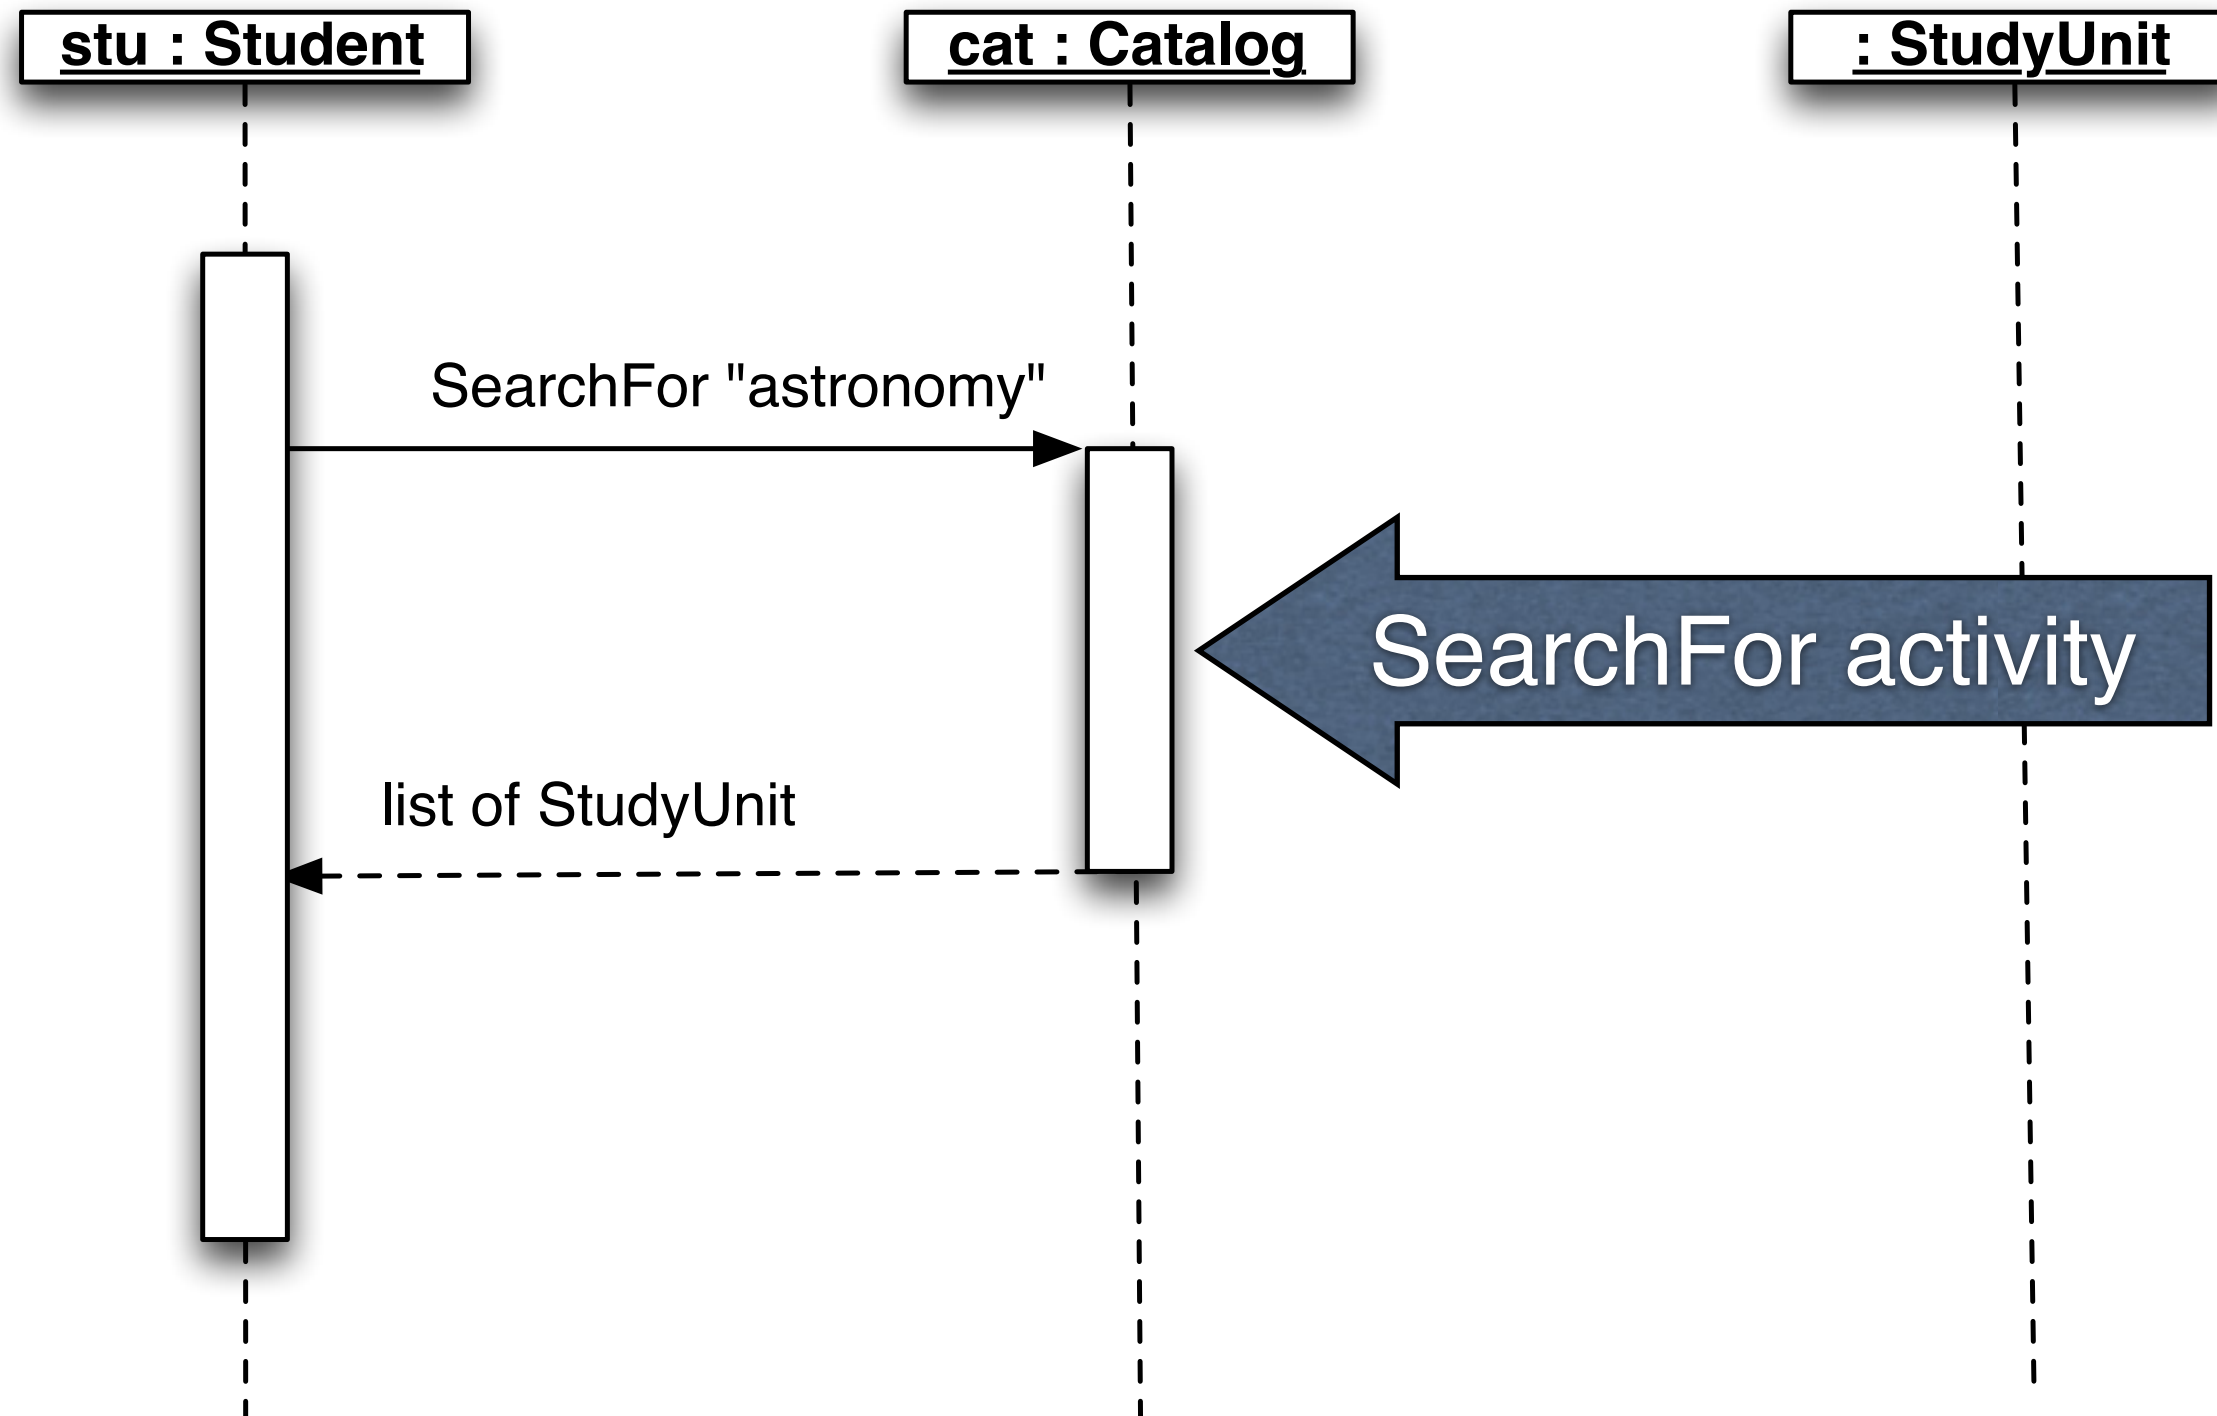 stu : Student
cat : Catalog
: StudyUnit
SearchFor "astronomy"
SearchFor activity
list of StudyUnit